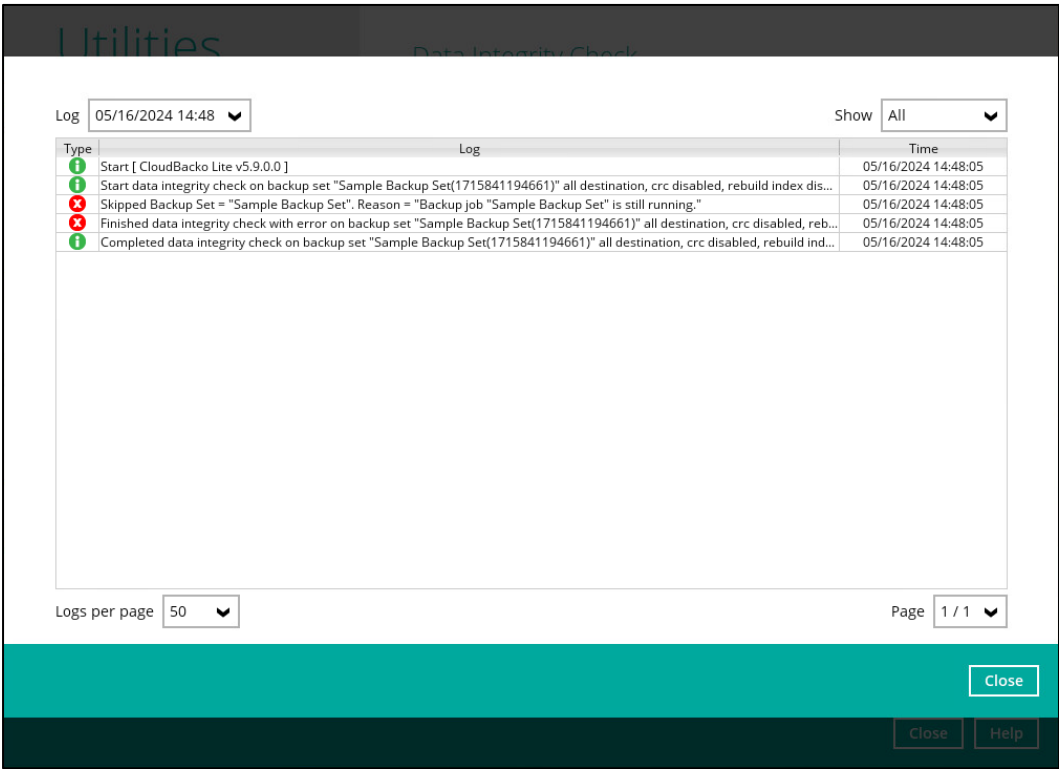 Utilities
Data Integrity Check
Log 05/16/2024 14:48 Show All
Type Log Time
Start [ CloudBacko Lite v5.9.0.0 ] 05/16/2024 14:48:05
Start data integrity check on backup set "Sample Backup Set(1715841194661)" all destination, crc disabled, rebuild index dis... 05/16/2024 14:48:05
Skipped Backup Set = "Sample Backup Set". Reason = "Backup job "Sample Backup Set" is still running." 05/16/2024 14:48:05
Finished data integrity check with error on backup set "Sample Backup Set(1715841194661)" all destination, crc disabled, reb... 05/16/2024 14:48:05
Completed data integrity check on backup set "Sample Backup Set(1715841194661)" all destination, crc disabled, rebuild ind... 05/16/2024 14:48:05
Logs per page 50 Page 1 / 1
Close
Close Help